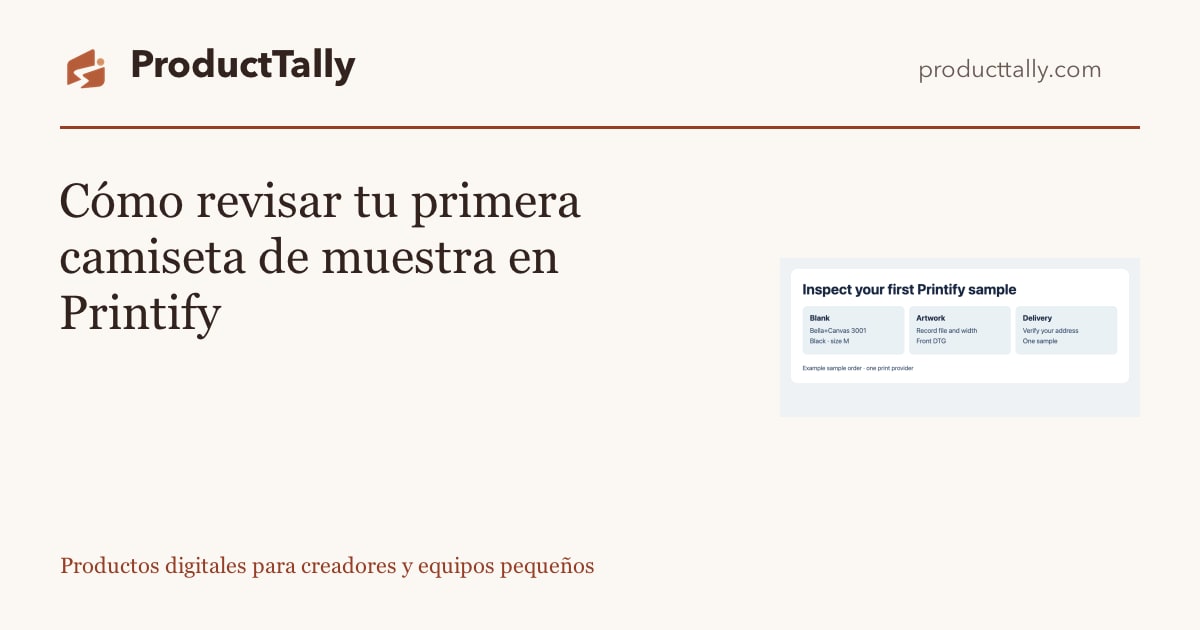 ProductTally
producttally.com
Cómo revisar tu primera
camiseta de muestra en
Printify
Inspect your first Printify sample
Blank
Bella+Canvas 3001
Black · size M
Artwork
Record file and width
Front DTG
Delivery
Verify your address
One sample
Example sample order · one print provider
Productos digitales para creadores y equipos pequeños